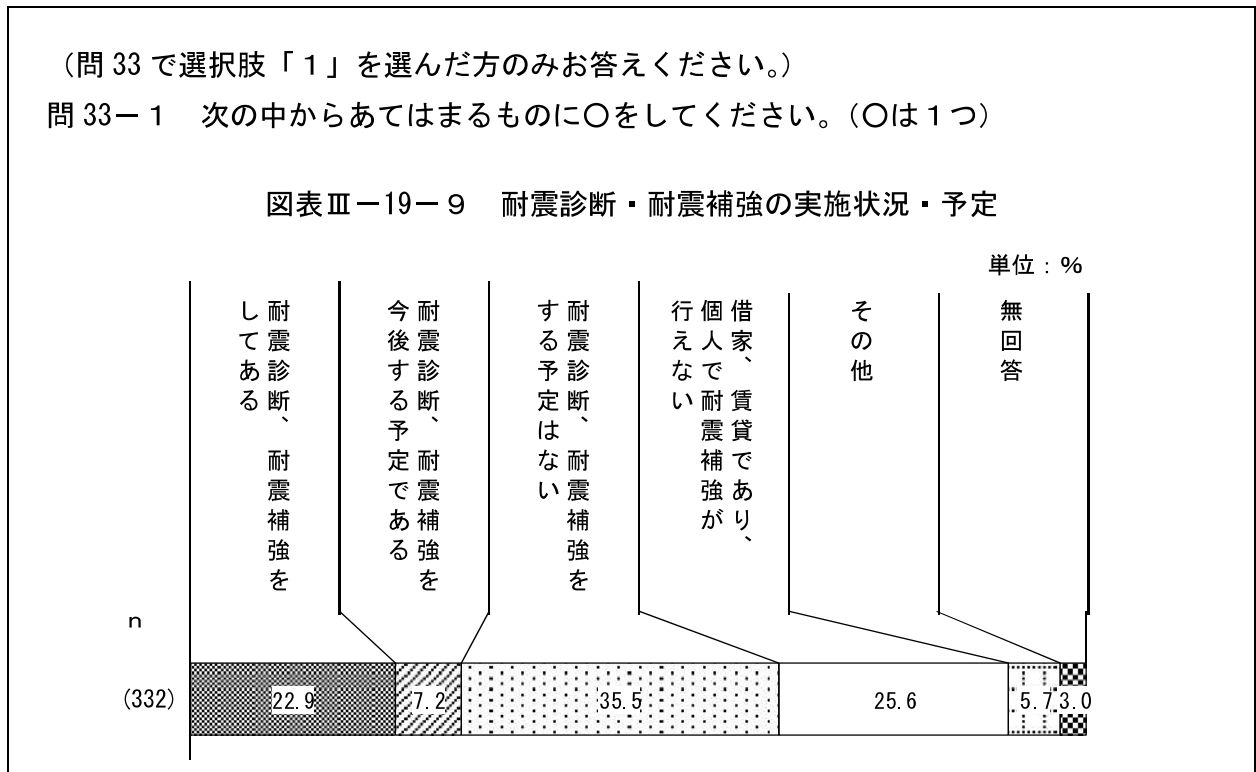 （問33で選択肢「１」を選んだ方のみお答えください。）
問33－１　次の中からあてはまるものに○をしてください。（○は１つ）
図表Ⅲ－19－９　耐震診断・耐震補強の実施状況・予定
単位：％
耐震診断、耐震補強を
してある
耐震診断、耐震補強を
今後する予定である
耐震診断、耐震補強を
する予定はない
借家、賃貸であり、
個人で耐震補強が
行えない
その他
無回答
n
(332)
22.9
7.2
35.5
25.6
5.7
3.0